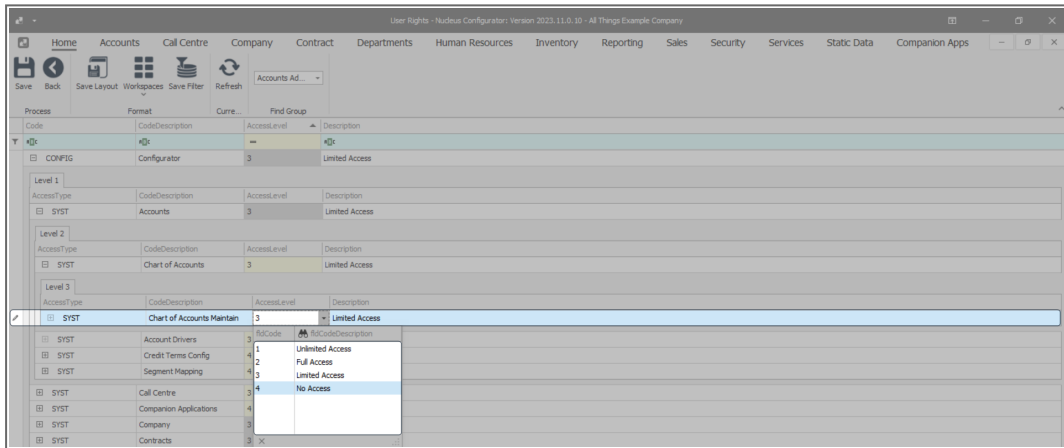 User Rights - Nucleus Configurator: Version 2023.11.0.10 - All Things Example Company
Home Accounts Call Centre Company Contract Departments Human Resources Inventory Reporting Sales Security Services Static Data Companion Apps
Save Back Save Layout Workspaces Save Filter Refresh Accounts Ad...
Process Format Curre... Find Group
Code CodeDescription AccessLevel Description
CONFIG Configurator 3 Limited Access
Level 1
AccessType CodeDescription AccessLevel Description
SYST Accounts 3 Limited Access
Level 2
AccessType CodeDescription AccessLevel Description
SYST Chart of Accounts 3 Limited Access
Level 3
AccessType CodeDescription AccessLevel Description
SYST Chart of Accounts Maintain 3 Limited Access
fldCode fldCodeDescription
SYST Account Drivers 3
1 Unlimited Access
SYST Credit Terms Config 4
2 Full Access
SYST Segment Mapping 4
3 Limited Access
4 No Access
SYST Call Centre 3
SYST Companion Applications 4
SYST Company 3
SYST Contracts 3